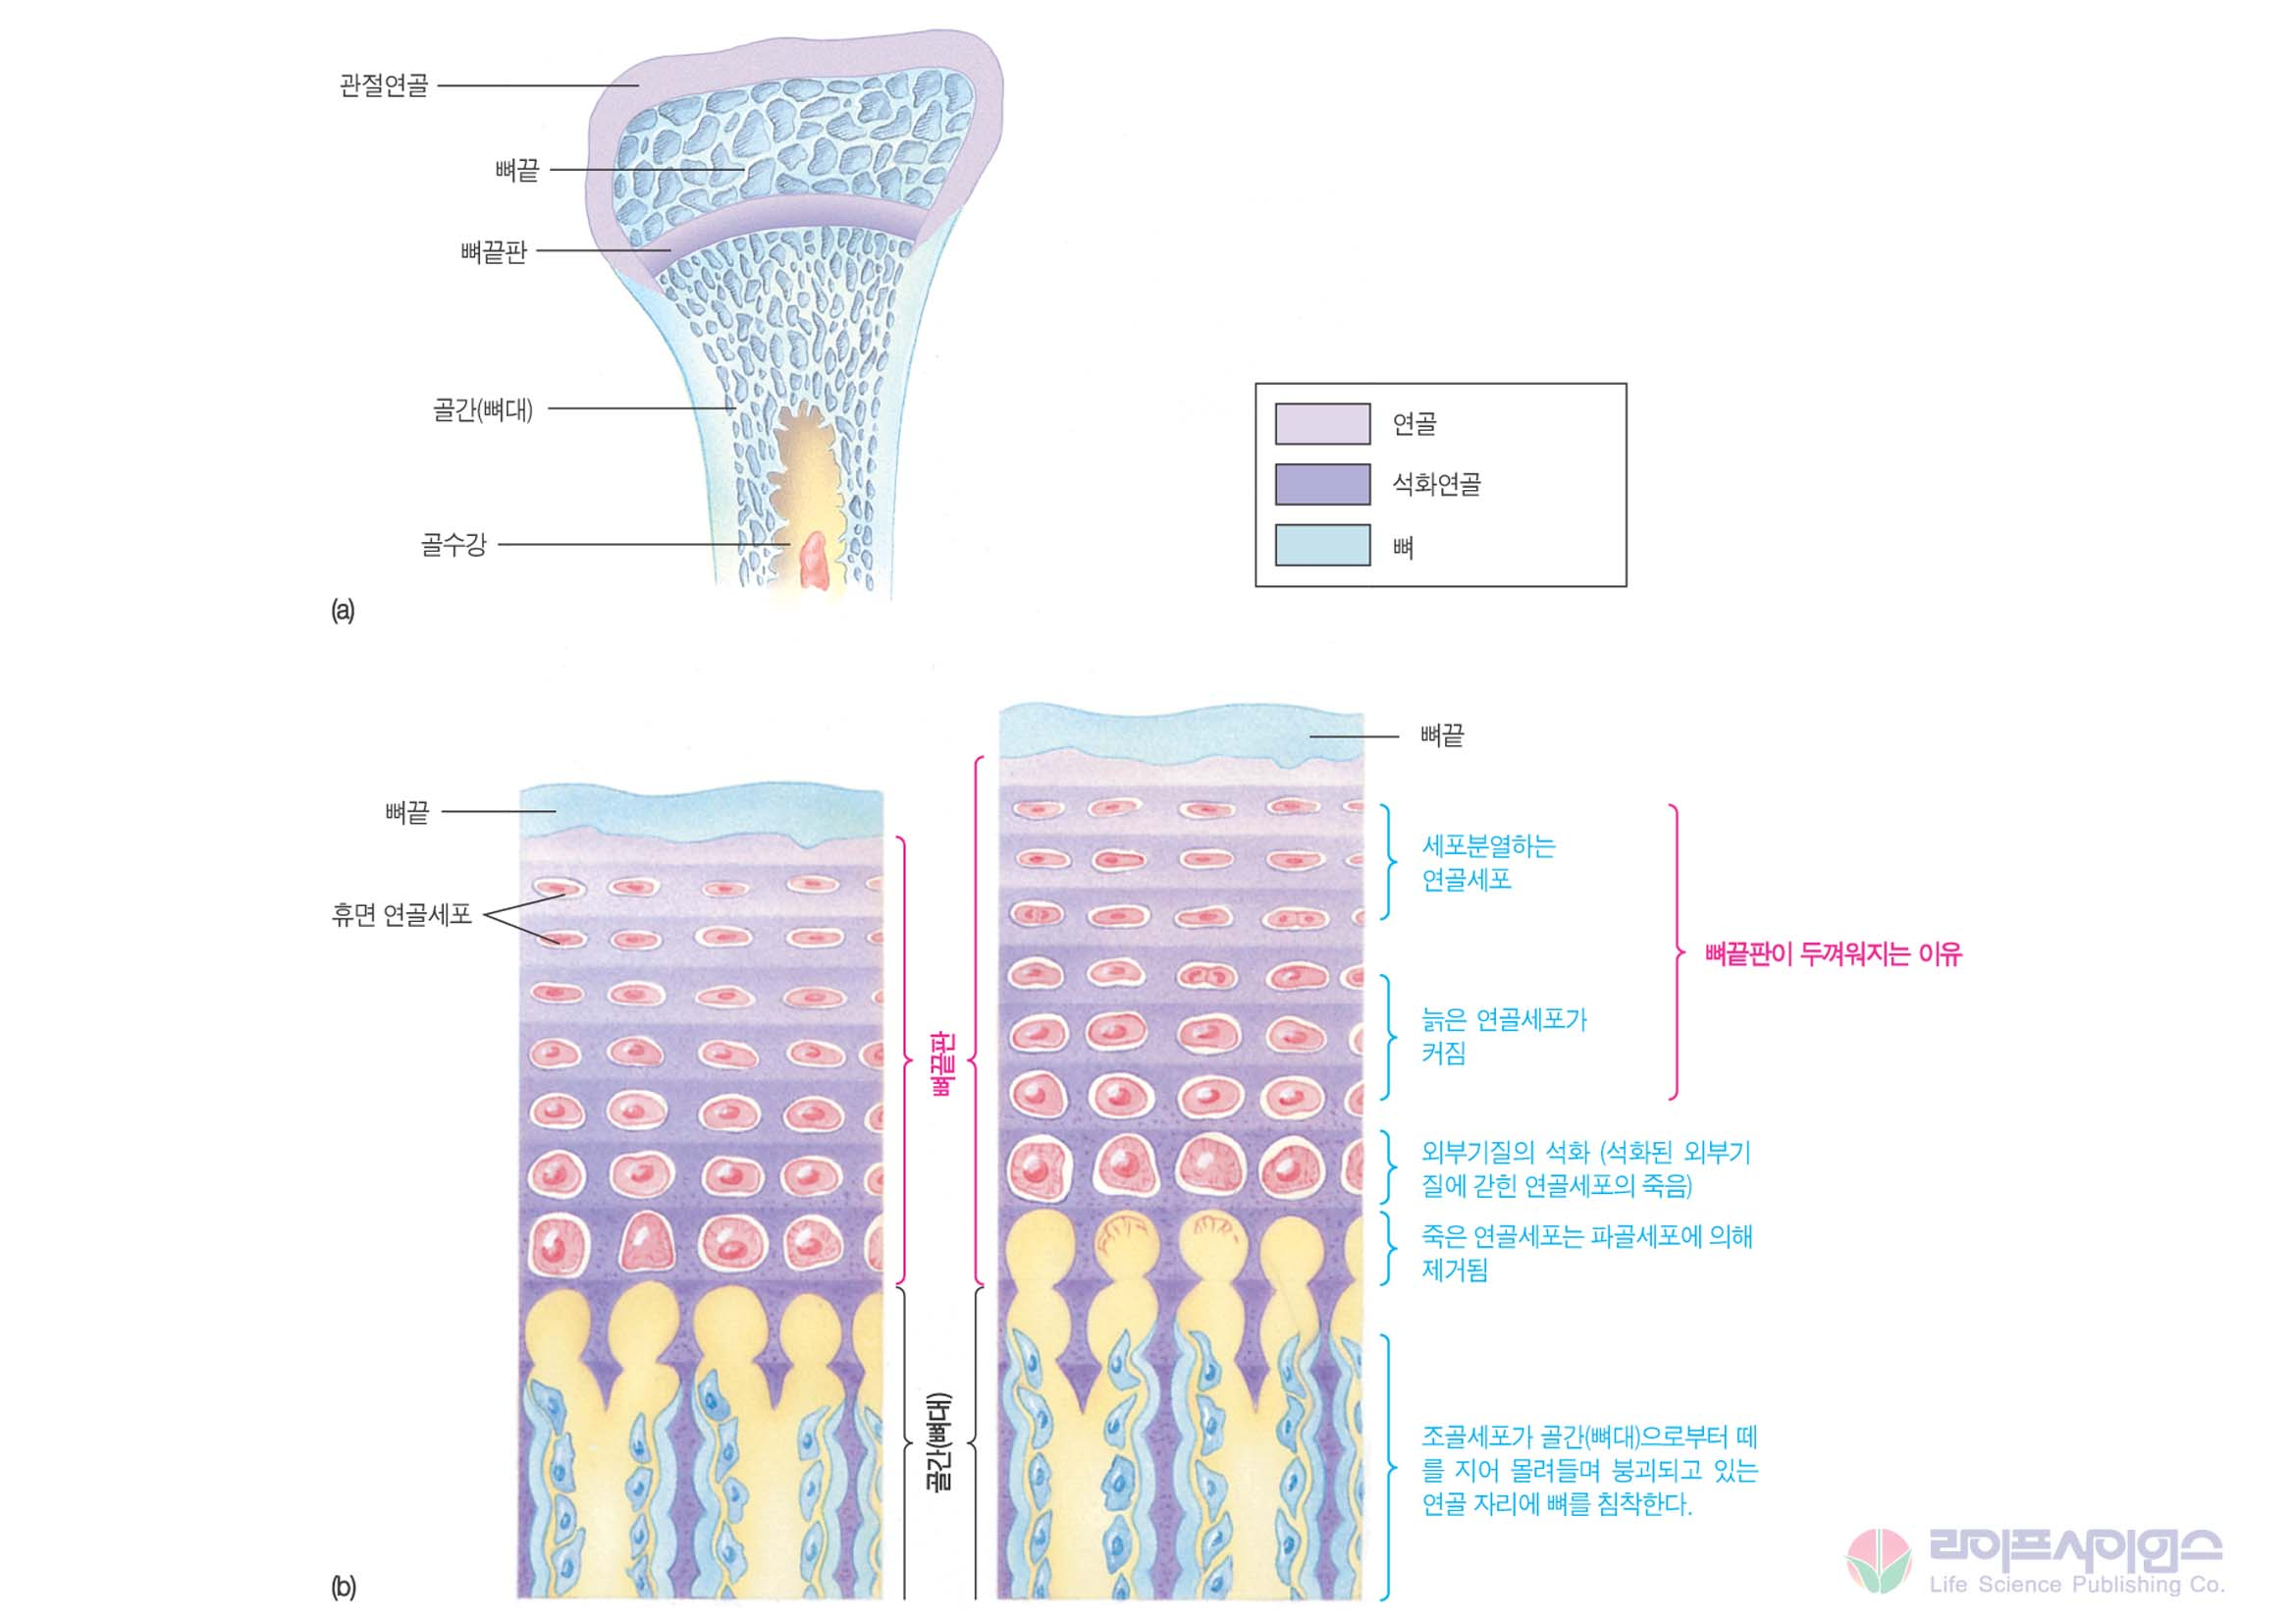 관절연골
뼈끝
뼈끝판
골간(뼈대)
골수강
(a)
연골
석화연골
뼈
뼈끝
휴면 연골세포
뼈끝판
골간(뼈대)
뼈끝
세포분열하는
연골세포
늙은 연골세포가
커짐
뼈끝판이 두꺼워지는 이유
외부기질의 석화 (석화된 외부기
질에 갇힌 연골세포의 죽음)
죽은 연골세포는 파골세포에 의해
제거됨
조골세포가 골간(뼈대)으로부터 떼
를 지어 몰려들며 붕괴되고 있는
연골 자리에 뼈를 침착한다.
(b)
라이프사이언스
Life Science Publishing Co.